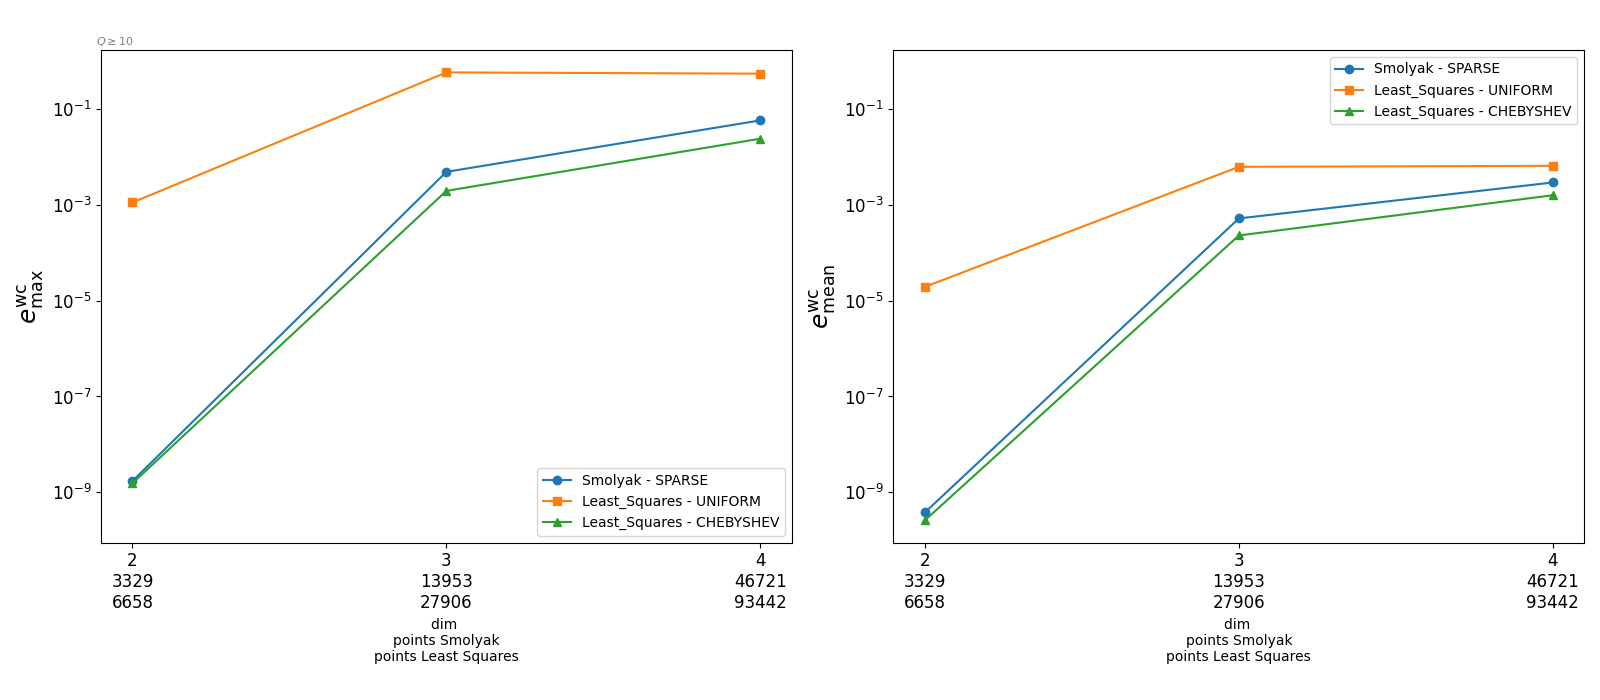 Q ≥ 10
e^wc_max
10^−1
10^−3
10^−5
10^−7
10^−9
Smolyak - SPARSE
Least_Squares - UNIFORM
Least_Squares - CHEBYSHEV
2 3 4
3329 13953 46721
6658 27906 93442
dim
points Smolyak
points Least Squares
e^wc_mean
10^−1
10^−3
10^−5
10^−7
10^−9
Smolyak - SPARSE
Least_Squares - UNIFORM
Least_Squares - CHEBYSHEV
2 3 4
3329 13953 46721
6658 27906 93442
dim
points Smolyak
points Least Squares